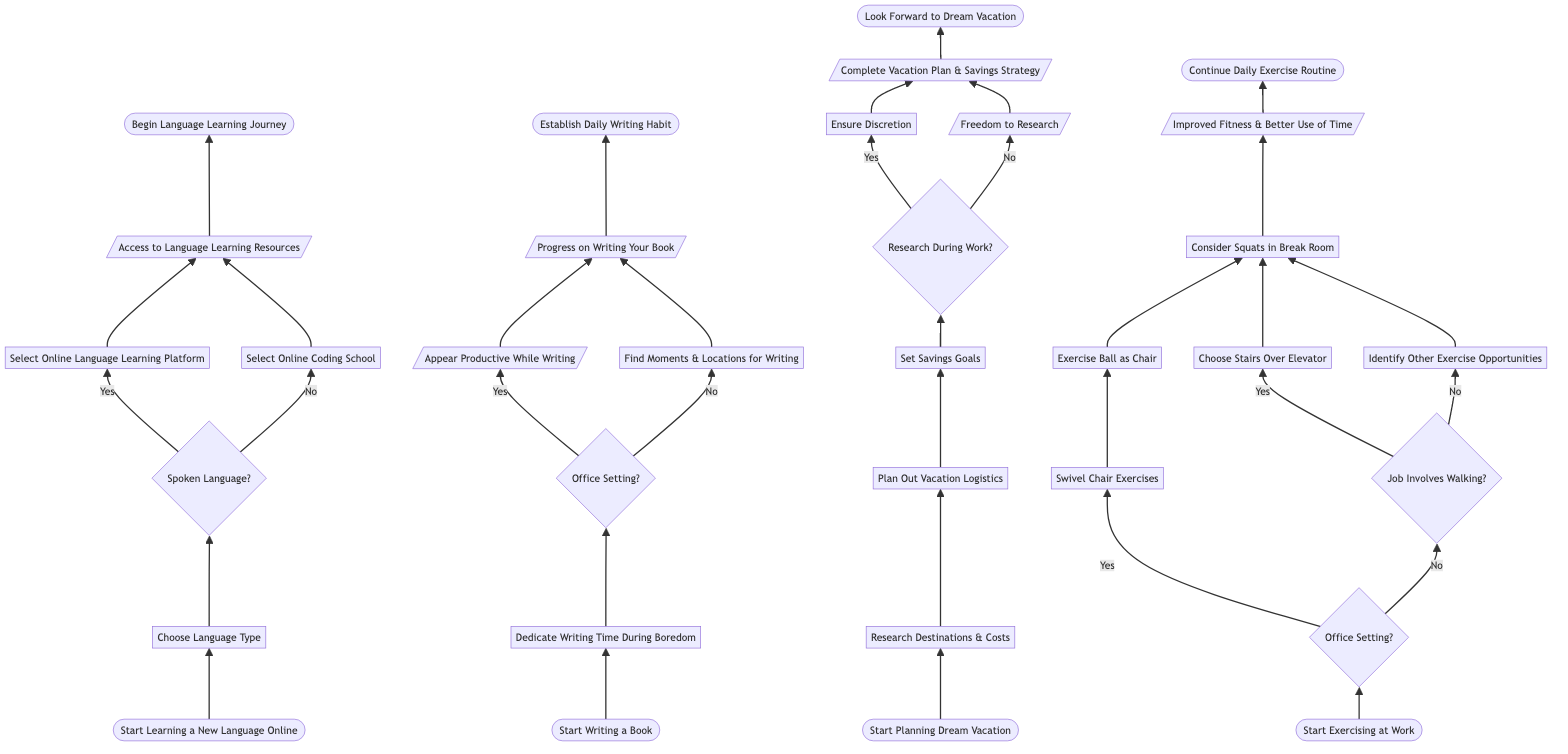 Look Forward to Dream Vacation
Complete Vacation Plan & Savings Strategy
Continue Daily Exercise Routine
Begin Language Learning Journey
Establish Daily Writing Habit
Ensure Discretion
Freedom to Research
Improved Fitness & Better Use of Time
Yes
No
Access to Language Learning Resources
Progress on Writing Your Book
Research During Work?
Consider Squats in Break Room
Select Online Language Learning Platform
Select Online Coding School
Appear Productive While Writing
Find Moments & Locations for Writing
Set Savings Goals
Exercise Ball as Chair
Choose Stairs Over Elevator
Identify Other Exercise Opportunities
Yes
No
Yes
No
Yes
No
Spoken Language?
Office Setting?
Plan Out Vacation Logistics
Swivel Chair Exercises
Job Involves Walking?
Yes
No
Choose Language Type
Dedicate Writing Time During Boredom
Research Destinations & Costs
Office Setting?
Start Learning a New Language Online
Start Writing a Book
Start Planning Dream Vacation
Start Exercising at Work